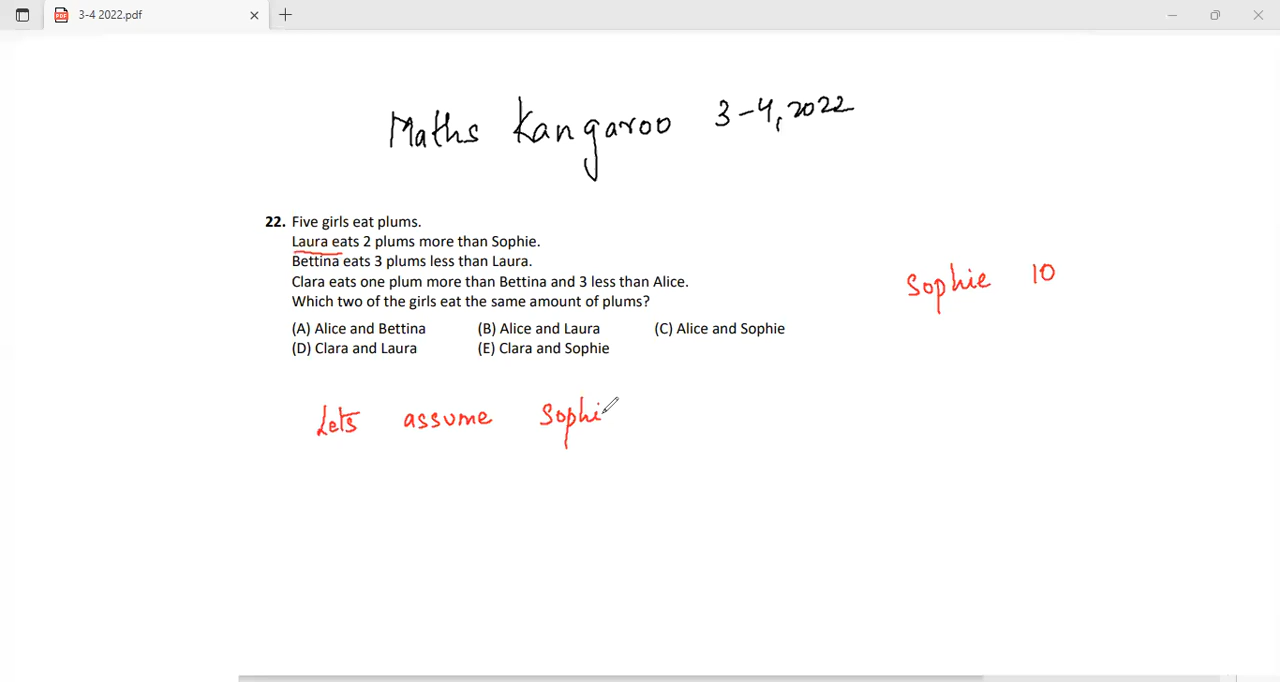 3-4 2022.pdf
Maths Kangaroo 3-4, 2022
22. Five girls eat plums.
Laura eats 2 plums more than Sophie.
Bettina eats 3 plums less than Laura.
Clara eats one plum more than Bettina and 3 less than Alice.
Which two of the girls eat the same amount of plums?
(A) Alice and Bettina (B) Alice and Laura (C) Alice and Sophie
(D) Clara and Laura (E) Clara and Sophie
Sophie 10
Lets assume Sophi